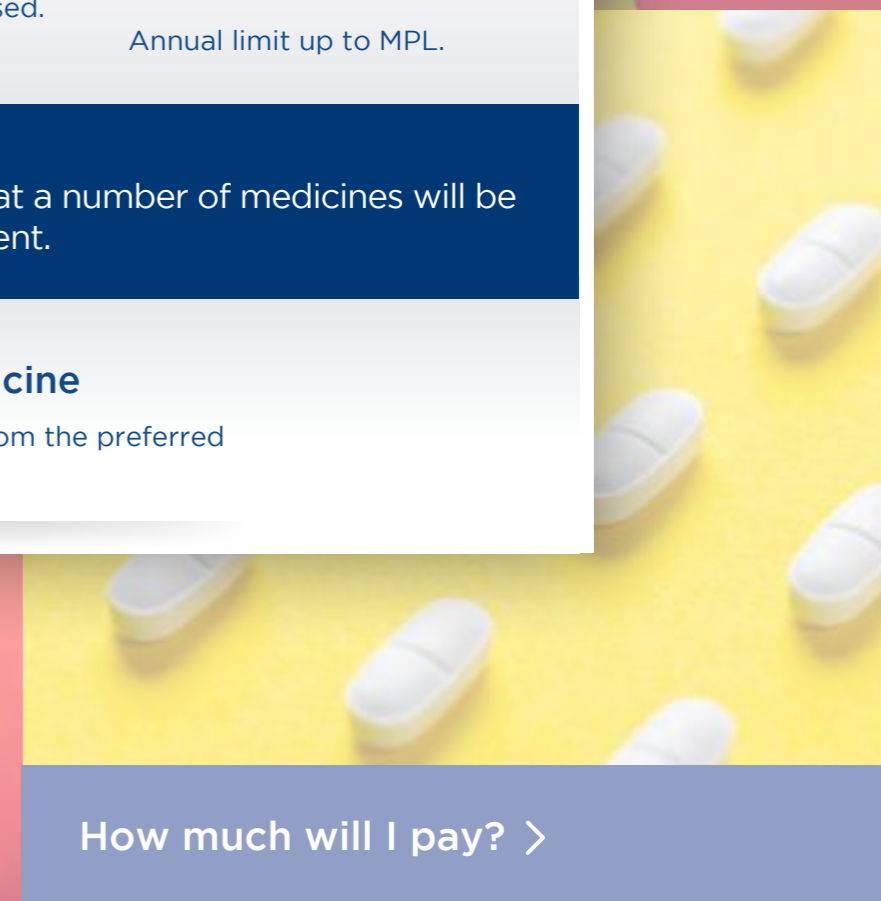 sed.
Annual limit up to MPL.
at a number of medicines will be
ent.
cine
om the preferred
How much will I pay?